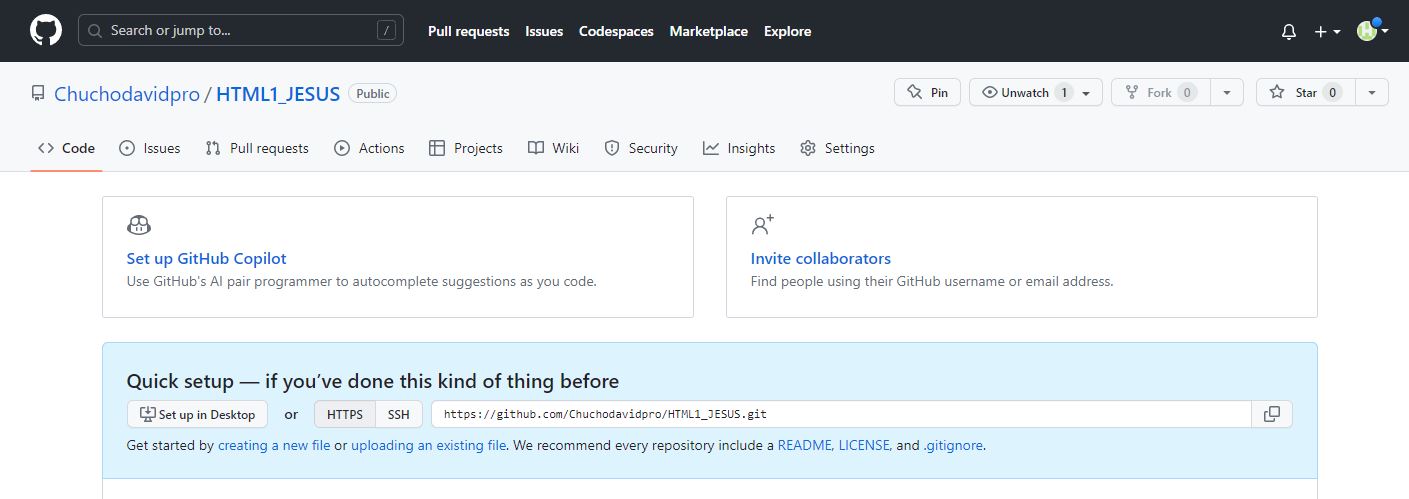 Search or jump to... / Pull requests Issues Codespaces Marketplace Explore
Chuchodavidpro / HTML1_JESUS Public Pin Unwatch 1 Fork 0 Star 0
Code Issues Pull requests Actions Projects Wiki Security Insights Settings
Set up GitHub Copilot
Use GitHub's AI pair programmer to autocomplete suggestions as you code.
Invite collaborators
Find people using their GitHub username or email address.
Quick setup — if you’ve done this kind of thing before
Set up in Desktop or HTTPS SSH https://github.com/Chuchodavidpro/HTML1_JESUS.git
Get started by creating a new file or uploading an existing file. We recommend every repository include a README, LICENSE, and .gitignore.